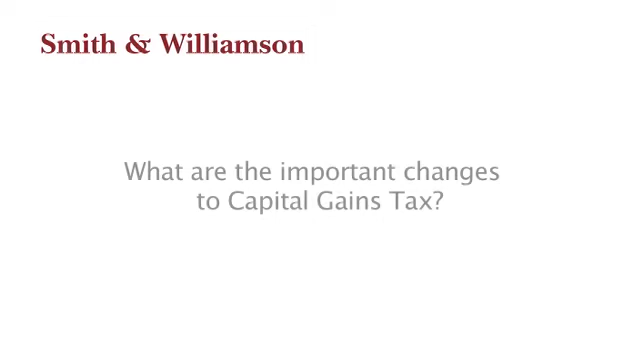 Smith & Williamson
What are the important changes
to Capital Gains Tax?